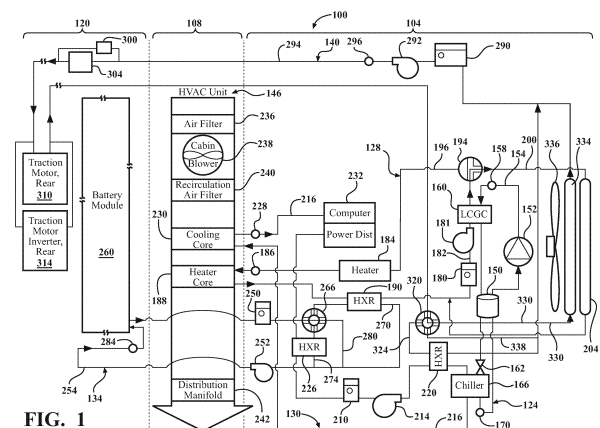 100
120
108
104
300
304
294
140
296
292
290
HVAC Unit
146
Air Filter
236
Cabin
Blower
238
Recirculation
Air Filter
240
128
196
194
158
154
200
336
334
232
Computer
Power Dist
216
228
230
Cooling
Core
160
LCGC
181
182
152
Traction
Motor, Rear
310
Traction
Motor
Inverter, Rear
314
Battery
Module
260
186
Heater
184
180
150
188
Heater
Core
250
266
HXR
190
270
320
330
330
204
284
252
HXR
226
274
280
324
338
HXR
220
162
Chiller
166
254
134
Distribution
Manifold
242
210
214
124
130
216
170
FIG. 1